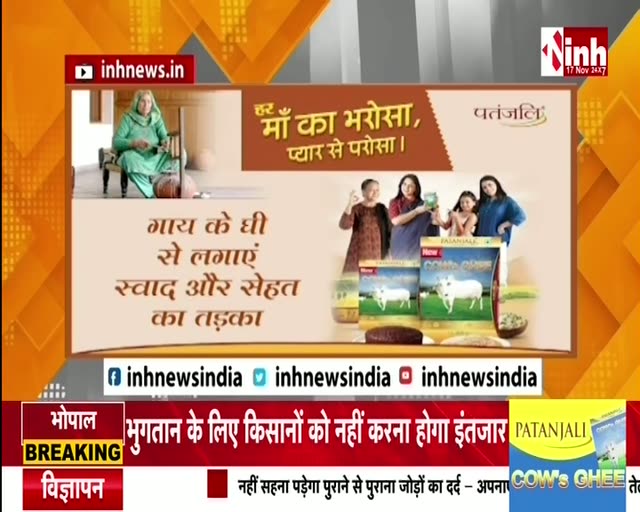 inhnews.in
inh
17 Nov 24x7
हर
माँ का भरोसा,
प्यार से परोसा।
पतंजलि
गाय के घी
से लगाएं
स्वाद और सेहत
का तड़का
PATANJALI
COW's GHEE
inhnewsindia inhnewsindia inhnewsindia
भोपाल
BREAKING
भुगतान के लिए किसानों को नहीं करना होगा इंतजार
PATANJALI
COW's GHEE
विज्ञापन
नहीं सहना पड़ेगा पुराने से पुराना जोड़ों का दर्द – अपनाए